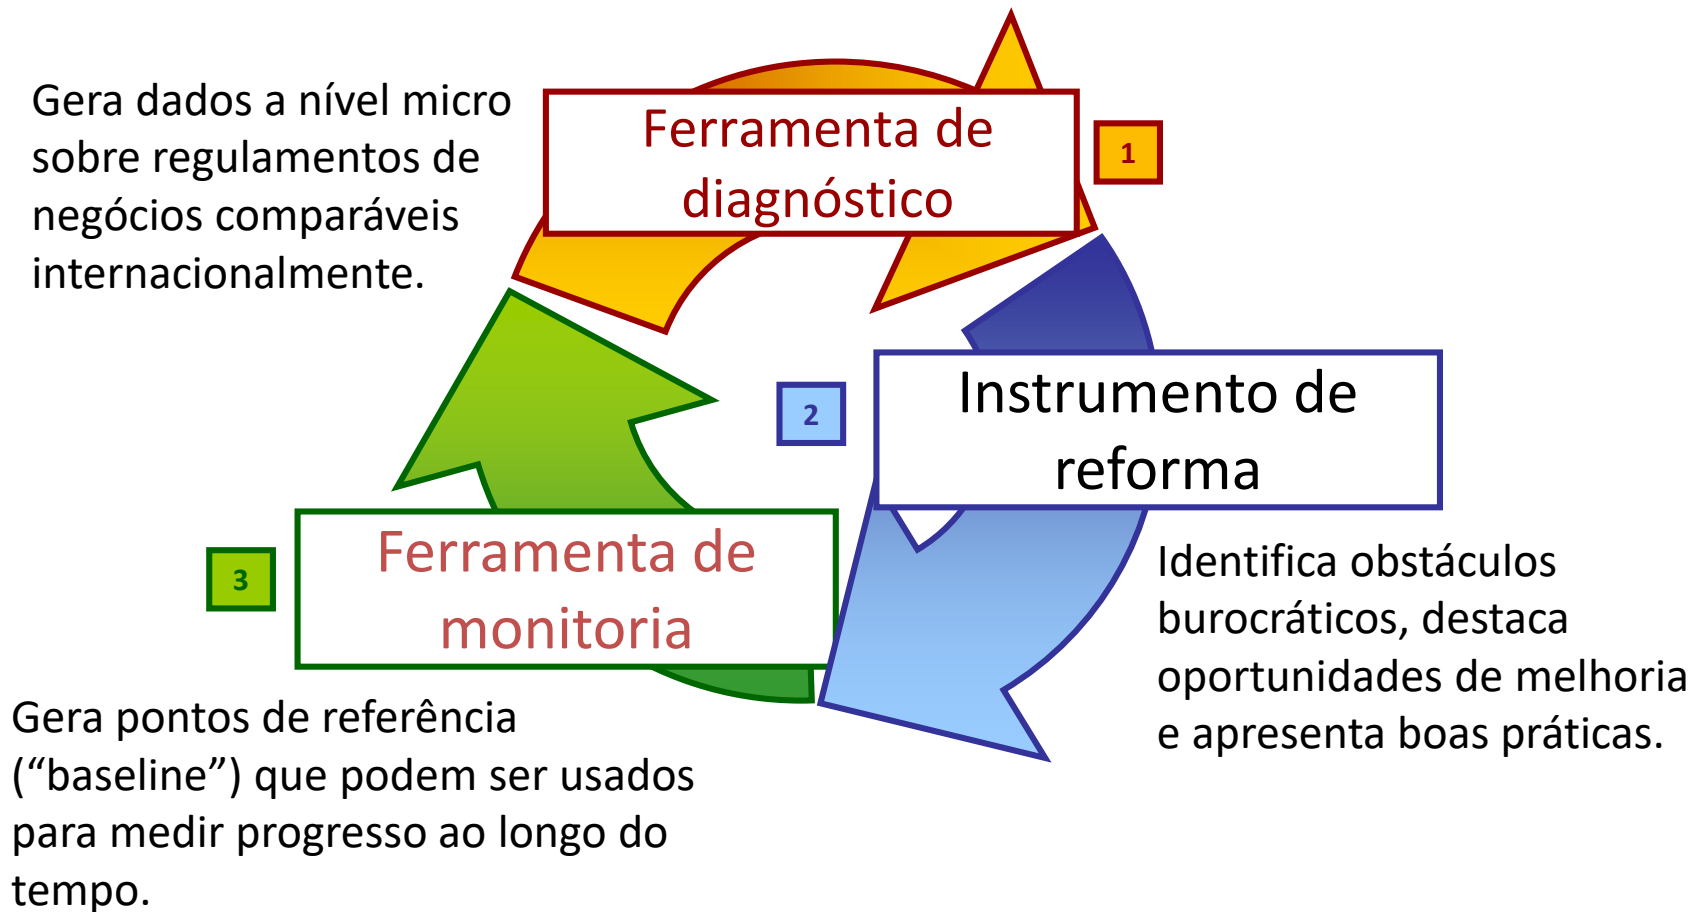 Gera dados a nível micro
sobre regulamentos de
negócios comparáveis
internacionalmente.
Ferramenta de
diagnóstico
1
2
Instrumento de
reforma
Identifica obstáculos
burocráticos, destaca
oportunidades de melhoria
e apresenta boas práticas.
3
Ferramenta de
monitoria
Gera pontos de referência
(“baseline”) que podem ser usados
para medir progresso ao longo do
tempo.